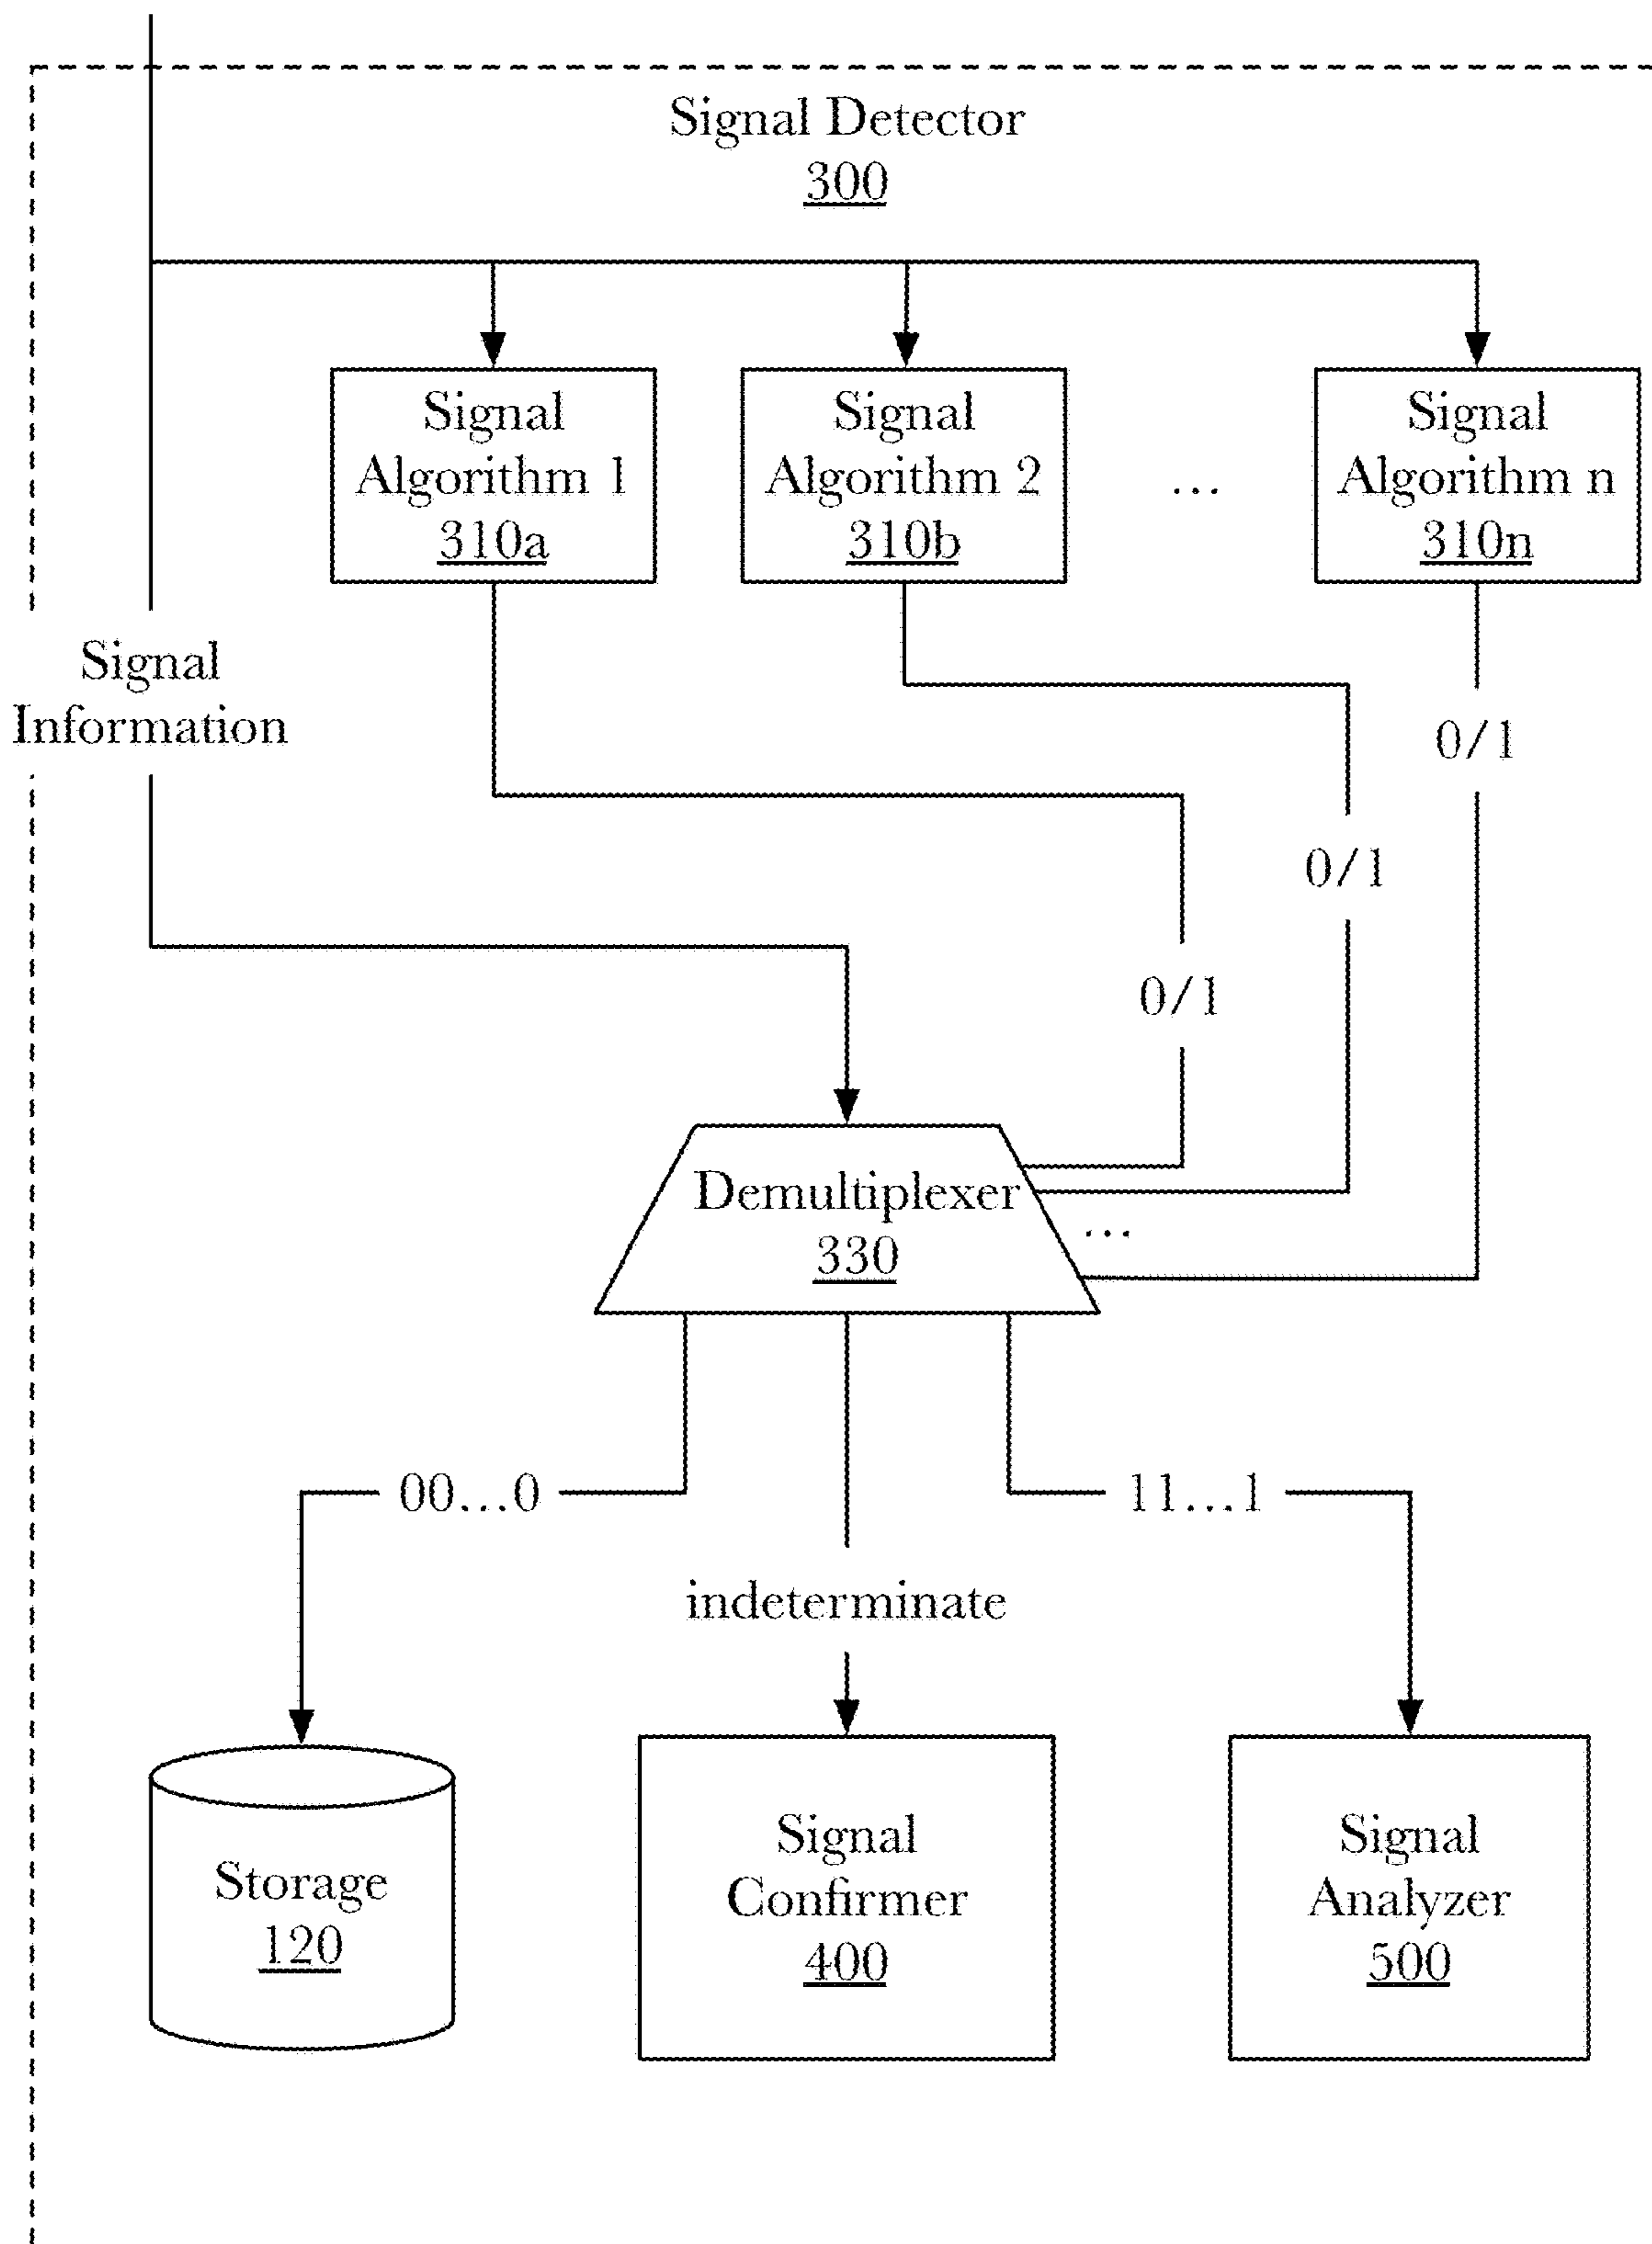 Signal Detector
300
Signal
Algorithm 1
310a
Signal
Algorithm 2
310b
...
Signal
Algorithm n
310n
Signal
Information
0/1
0/1
0/1
Demultiplexer
330
...
00...0
11...1
indeterminate
Storage
120
Signal
Confirmer
400
Signal
Analyzer
500